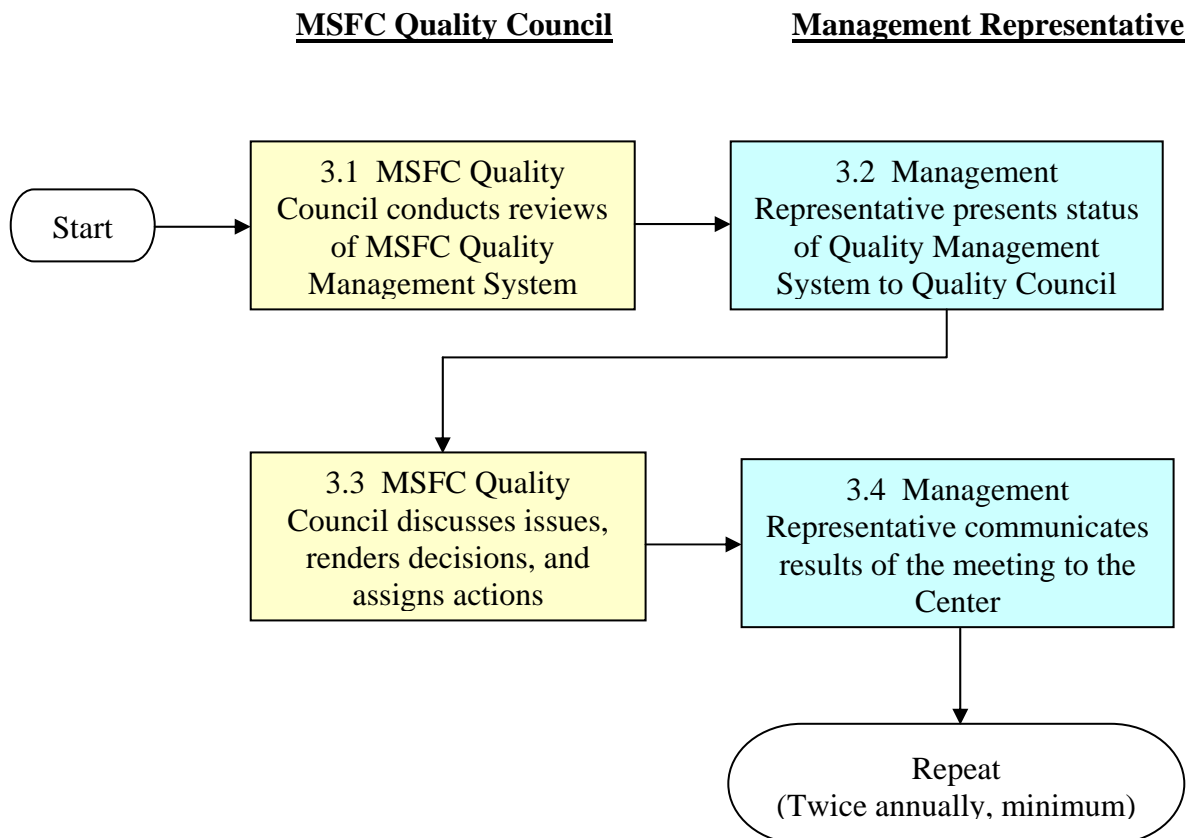 MSFC Quality Council
Management Representative
Start
3.1 MSFC Quality
Council conducts reviews
of MSFC Quality
Management System
3.2 Management
Representative presents status
of Quality Management
System to Quality Council
3.3 MSFC Quality
Council discusses issues,
renders decisions, and
assigns actions
3.4 Management
Representative communicates
results of the meeting to the
Center
Repeat
(Twice annually, minimum)